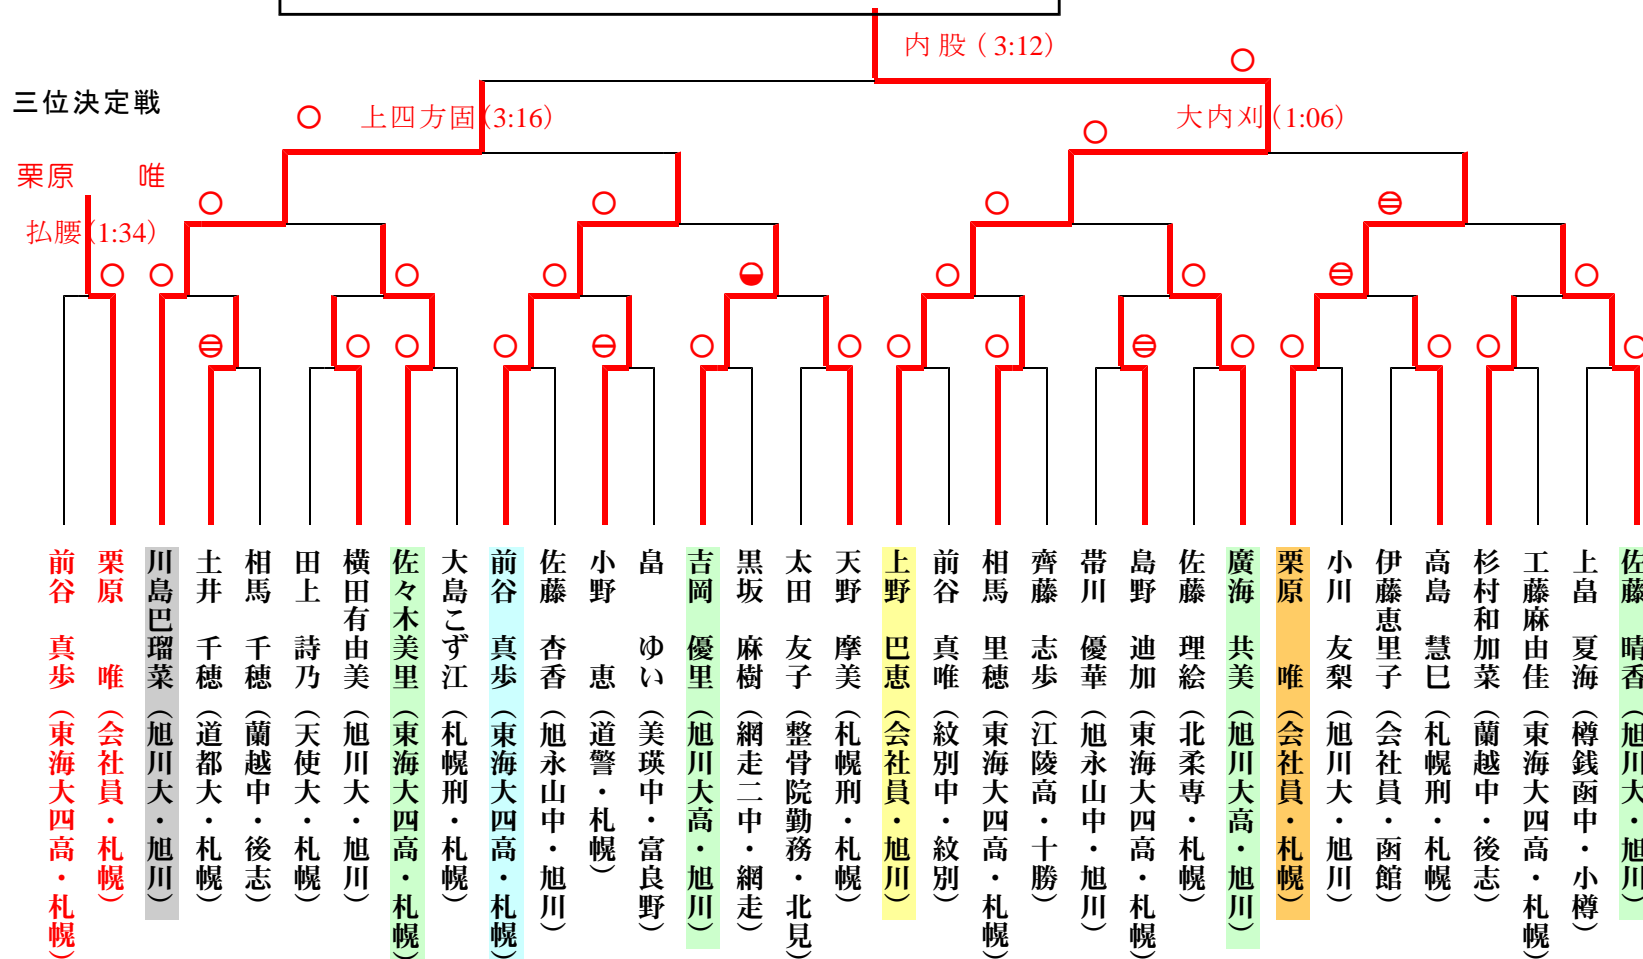 内股(3:12)
三位決定戦
上四方固(3:16)
大内刈(1:06)
栗原 唯
払腰(1:34)
前谷 真歩(東海大四高・札幌)
栗原 唯(会社員・札幌)
川島巴瑠菜(旭川大・旭川)
土井 千穂(道都大・札幌)
相馬 千穂(蘭越中・後志)
田上 詩乃(天使大・札幌)
横田有由美(旭川大・旭川)
佐々木美里(東海大四高・札幌)
大島こず江(札幌刑・札幌)
前谷 真歩(東海大四高・札幌)
佐藤 杏香(旭永山中・旭川)
小野 恵(道警・札幌)
畠 ゆい(美瑛中・富良野)
吉岡 優里(旭川大高・旭川)
黒坂 麻樹(網走二中・網走)
太田 友子(整骨院勤務・北見)
天野 摩美(札幌刑・札幌)
上野 巴恵(会社員・旭川)
前谷 真唯(紋別中・紋別)
相馬 里穂(東海大四高・札幌)
齊藤 志歩(江陵高・十勝)
帯川 優華(旭永山中・旭川)
島野 迪加(東海大四高・札幌)
佐藤 理絵(北柔専・札幌)
廣海 共美(旭川大高・旭川)
栗原 唯(会社員・札幌)
小川 友梨(旭川大・旭川)
伊藤恵里子(会社員・函館)
高島 慧巳(札幌刑・札幌)
杉村和加菜(蘭越中・後志)
工藤麻由佳(東海大四高・札幌)
上畠 夏海(樽銭函中・小樽)
佐藤 晴香(旭川大・旭川)